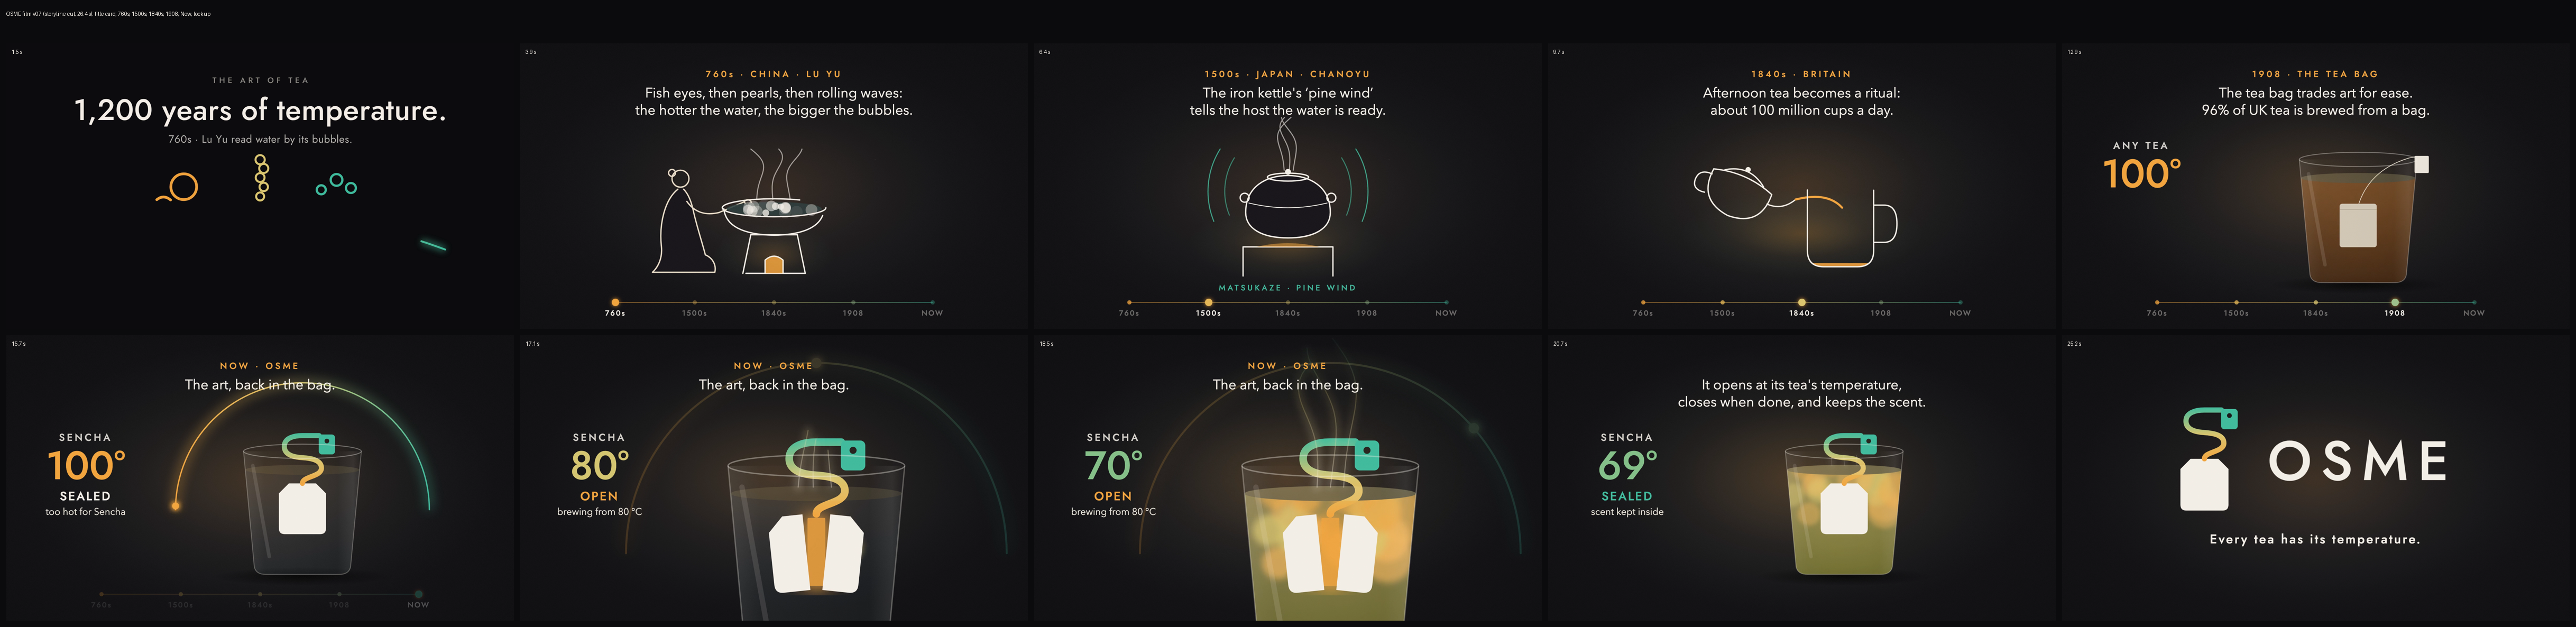 OSME film v07 (storyline cut, 26.4s): title card, 760s, 1500s, 1840s, 1908, Now, lockup
1.5 s
THE ART OF TEA
1,200 years of temperature.
760s · Lu Yu read water by its bubbles.
3.9 s
760s · CHINA · LU YU
Fish eyes, then pearls, then rolling waves:
the hotter the water, the bigger the bubbles.
760s 1500s 1840s 1908 NOW
6.4 s
1500s · JAPAN · CHANOYU
The iron kettle's ‘pine wind’
tells the host the water is ready.
MATSUKAZE · PINE WIND
760s 1500s 1840s 1908 NOW
9.7 s
1840s · BRITAIN
Afternoon tea becomes a ritual:
about 100 million cups a day.
760s 1500s 1840s 1908 NOW
12.9 s
1908 · THE TEA BAG
The tea bag trades art for ease.
96% of UK tea is brewed from a bag.
ANY TEA
100°
760s 1500s 1840s 1908 NOW
15.7 s
NOW · OSME
The art, back in the bag.
SENCHA
100°
SEALED
too hot for Sencha
760s 1500s 1840s 1908 NOW
17.1 s
NOW · OSME
The art, back in the bag.
SENCHA
80°
OPEN
brewing from 80 °C
18.5 s
NOW · OSME
The art, back in the bag.
SENCHA
70°
OPEN
brewing from 80 °C
20.7 s
It opens at its tea's temperature,
closes when done, and keeps the scent.
SENCHA
69°
SEALED
scent kept inside
25.2 s
OSME
Every tea has its temperature.